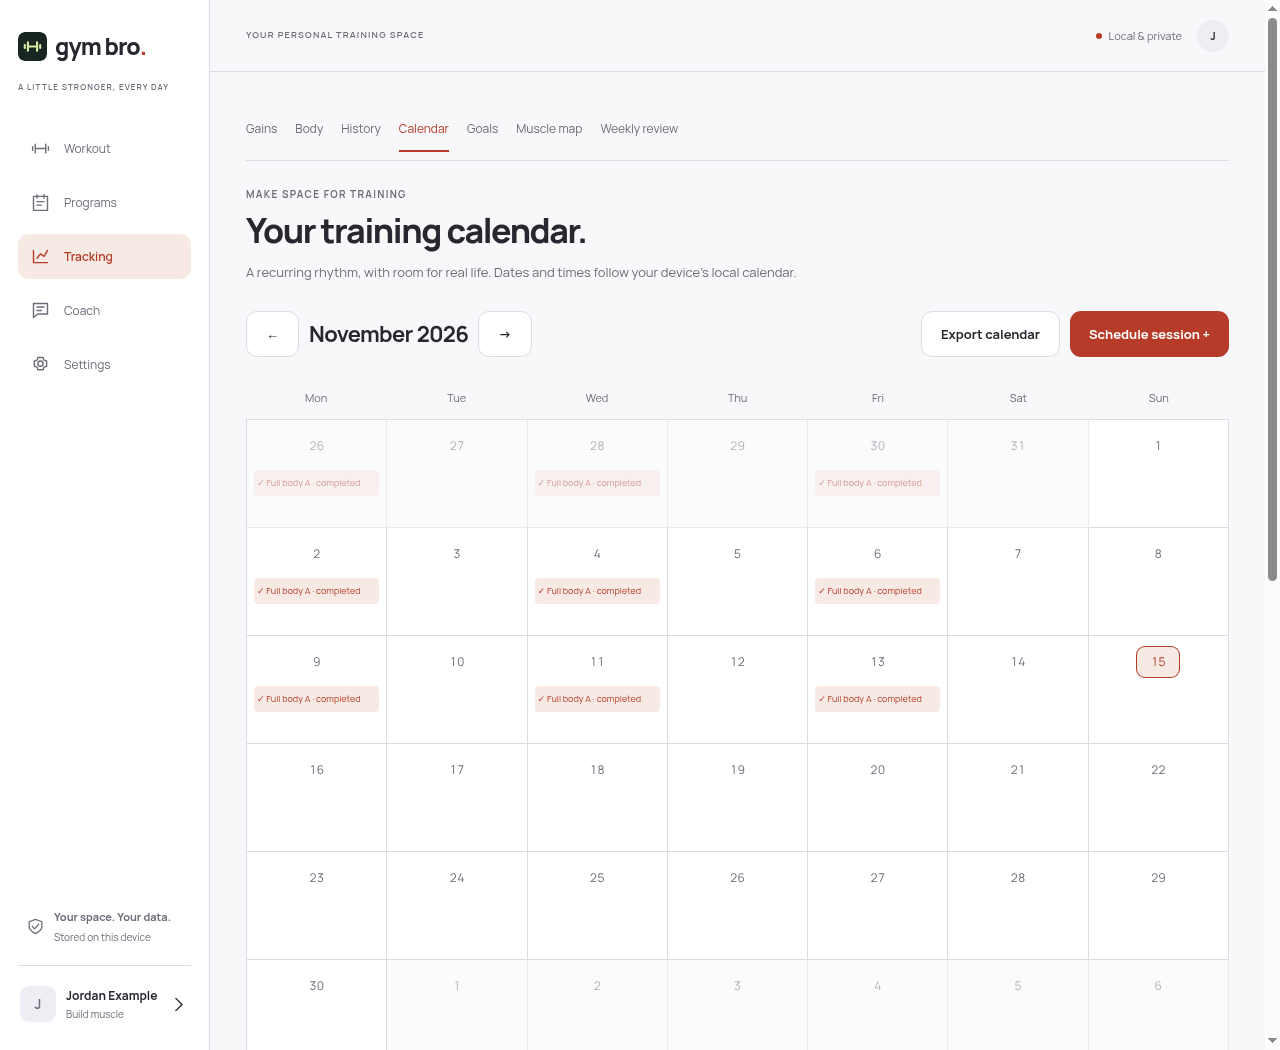 gym bro.
A LITTLE STRONGER, EVERY DAY
Workout
Programs
Tracking
Coach
Settings
Your space. Your data.
Stored on this device
J
Jordan Example
Build muscle
YOUR PERSONAL TRAINING SPACE
Local & private
J
Gains Body History Calendar Goals Muscle map Weekly review
MAKE SPACE FOR TRAINING
Your training calendar.
A recurring rhythm, with room for real life. Dates and times follow your device's local calendar.
← November 2026 →
Export calendar
Schedule session +
Mon Tue Wed Thu Fri Sat Sun
26 27 28 29 30 31 1
✓ Full body A · completed ✓ Full body A · completed ✓ Full body A · completed
2 3 4 5 6 7 8
✓ Full body A · completed ✓ Full body A · completed ✓ Full body A · completed
9 10 11 12 13 14 15
✓ Full body A · completed ✓ Full body A · completed ✓ Full body A · completed
16 17 18 19 20 21 22
23 24 25 26 27 28 29
30 1 2 3 4 5 6